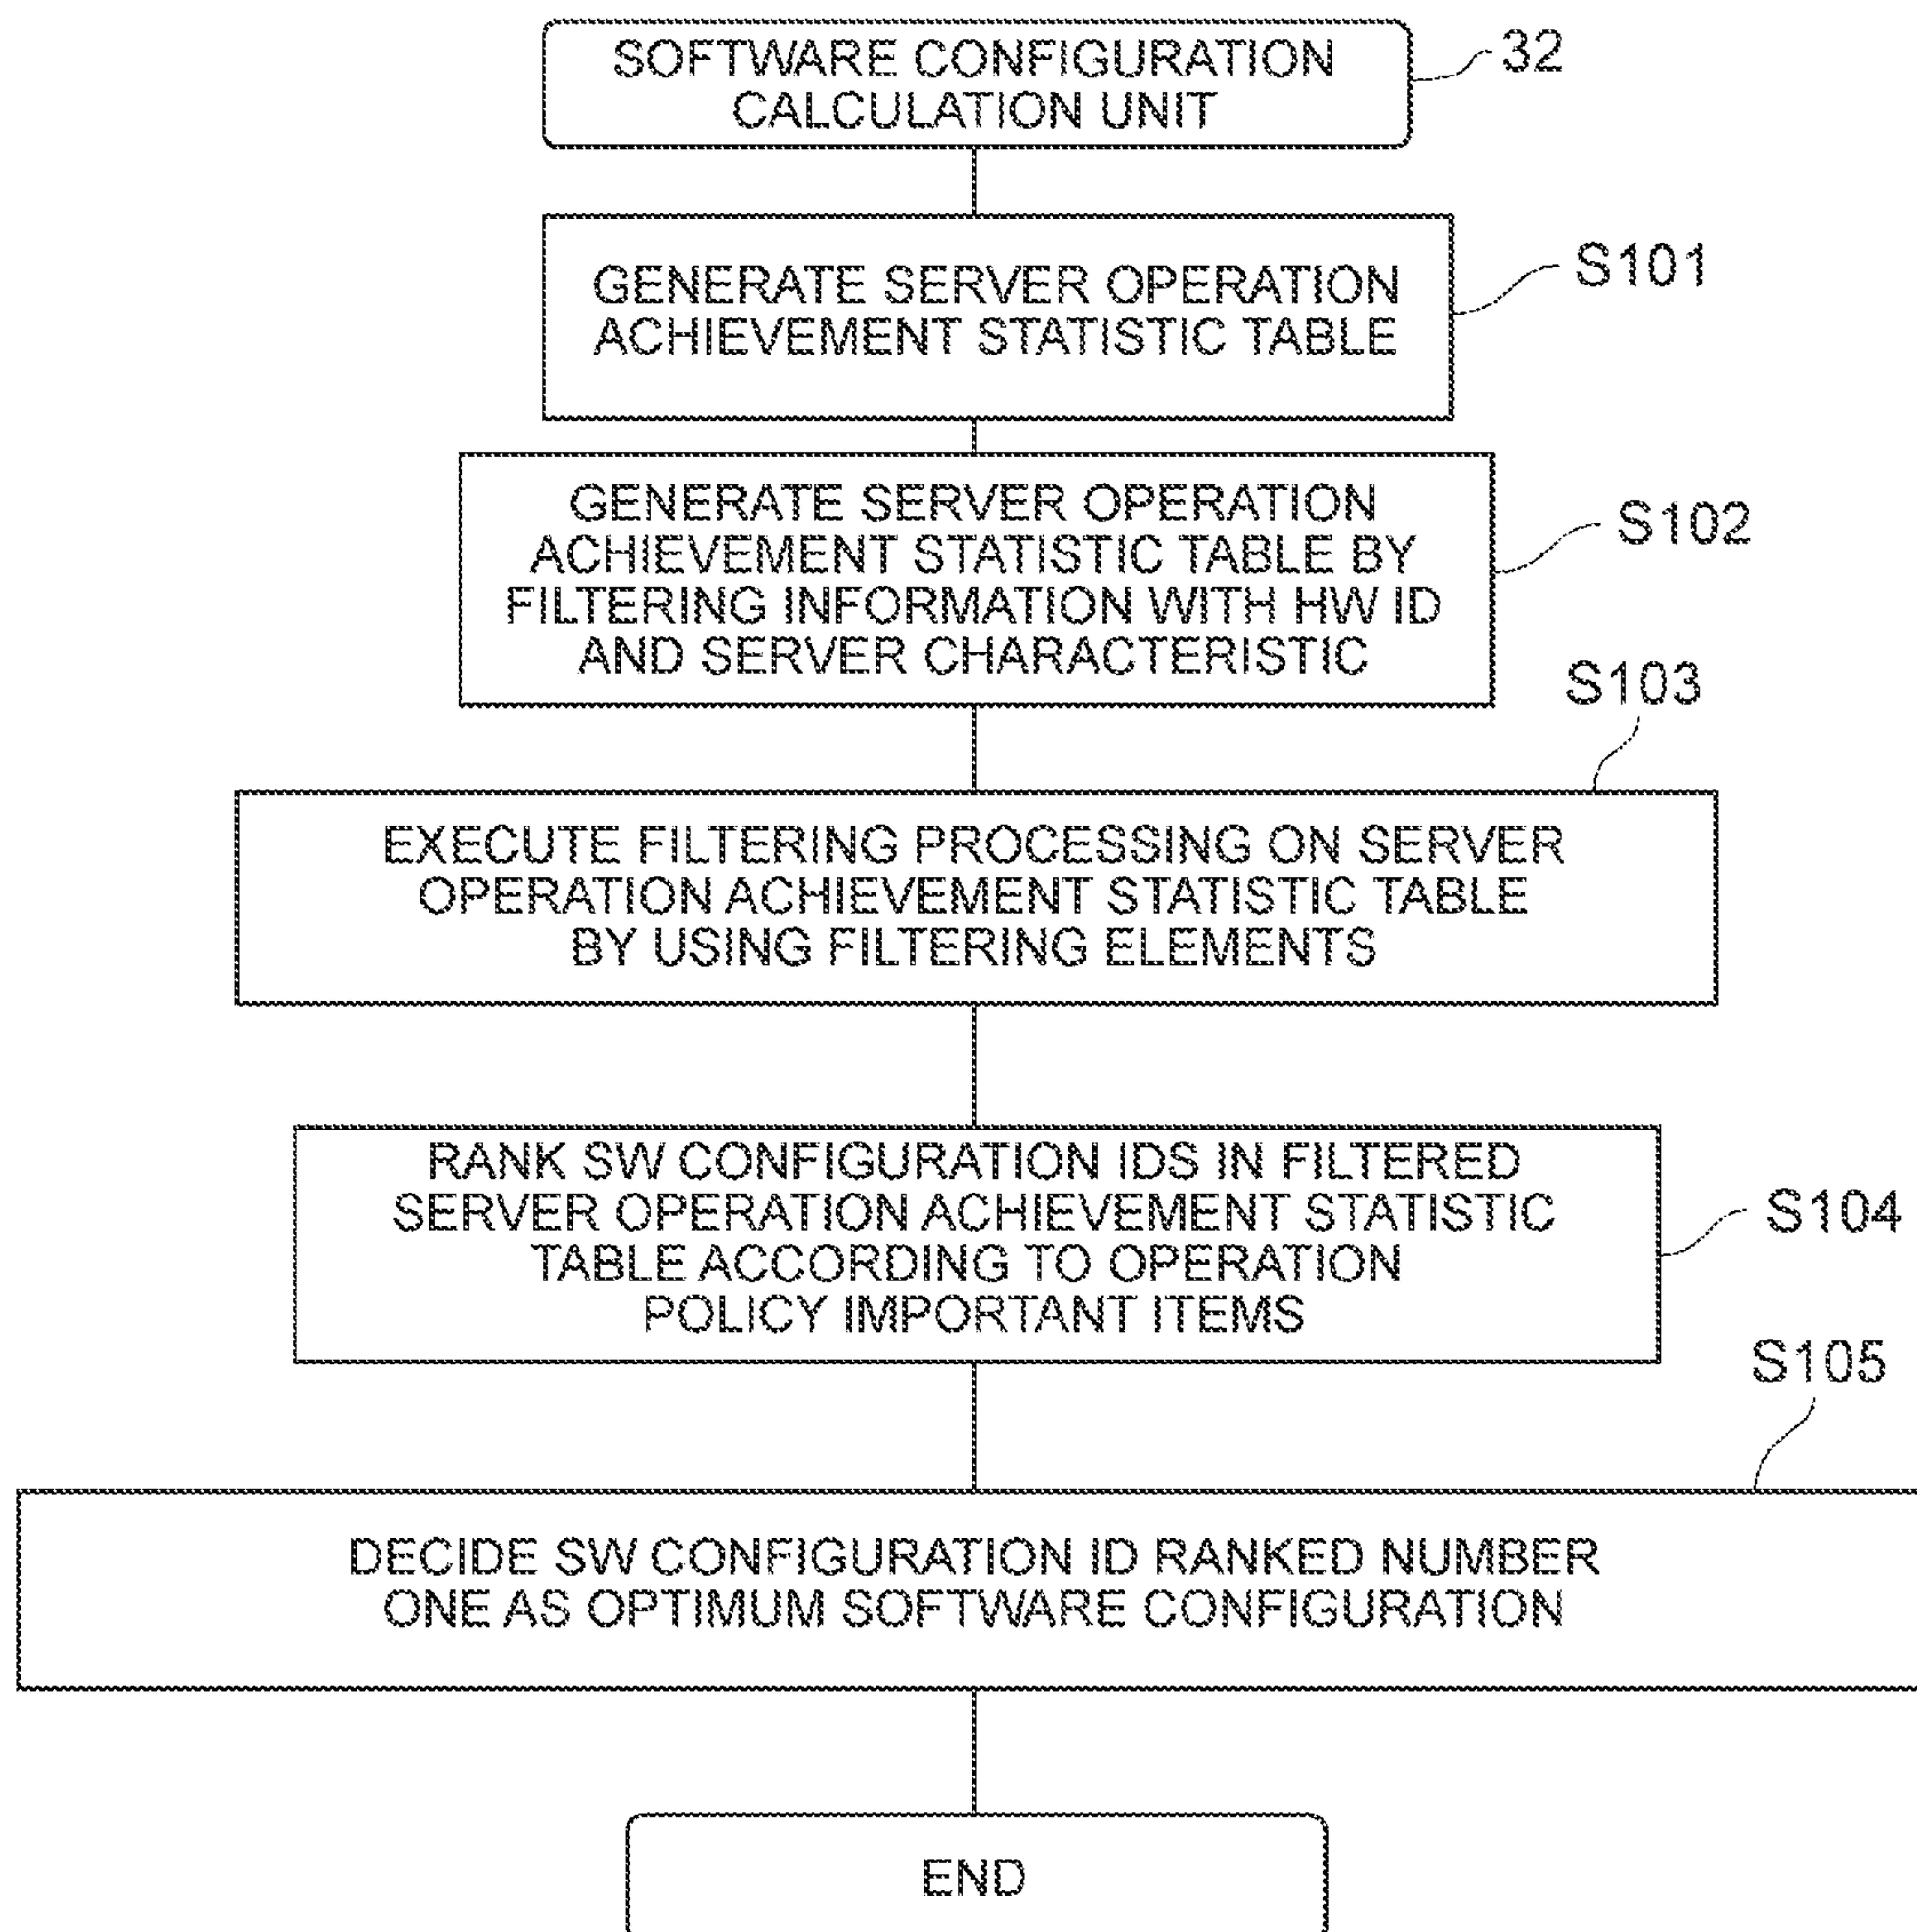 SOFTWARE CONFIGURATION
CALCULATION UNIT
32
GENERATE SERVER OPERATION
ACHIEVEMENT STATISTIC TABLE
S101
GENERATE SERVER OPERATION
ACHIEVEMENT STATISTIC TABLE BY
FILTERING INFORMATION WITH HW ID
AND SERVER CHARACTERISTIC
S102
S103
EXECUTE FILTERING PROCESSING ON SERVER
OPERATION ACHIEVEMENT STATISTIC TABLE
BY USING FILTERING ELEMENTS
RANK SW CONFIGURATION IDS IN FILTERED
SERVER OPERATION ACHIEVEMENT STATISTIC
TABLE ACCORDING TO OPERATION
POLICY IMPORTANT ITEMS
S104
S105
DECIDE SW CONFIGURATION ID RANKED NUMBER
ONE AS OPTIMUM SOFTWARE CONFIGURATION
END